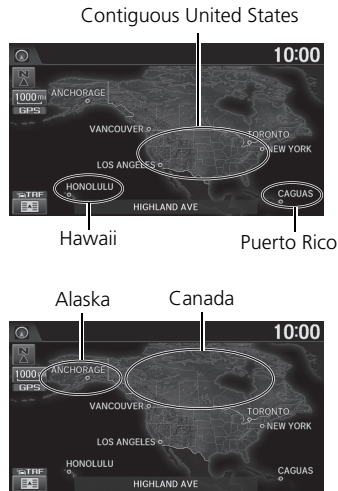 Contiguous United States
10:00
N
1000mi
GPS
ANCHORAGE
VANCOUVER
TORONTO
NEW YORK
LOS ANGELES
HONOLULU
CAGUAS
TRF
HIGHLAND AVE
Hawaii
Puerto Rico
Alaska
Canada
10:00
N
1000
GPS
ANCHORAGE
VANCOUVER
TORONTO
NEW YORK
LOS ANGELES
HONOLULU
CAGUAS
TRF
HIGHLAND AVE